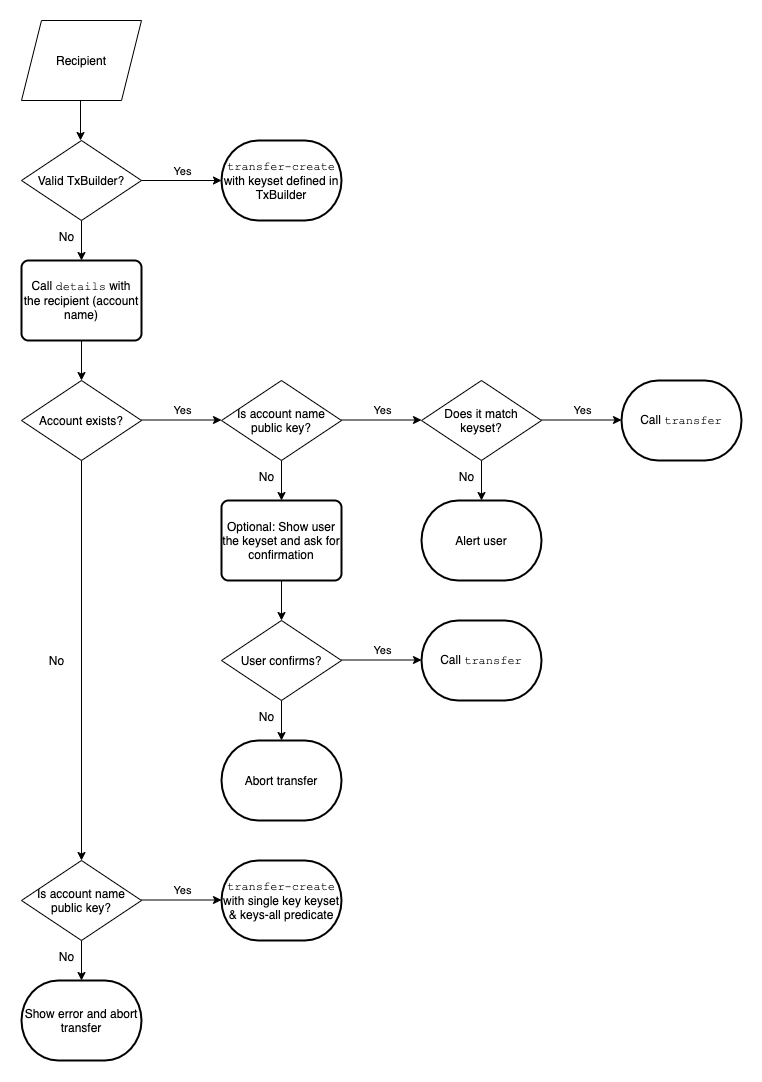 Recipient
Valid TxBuilder?
Yes
transfer-create
with keyset defined in
TxBuilder
No
Call details with
the recipient (account
name)
Account exists?
Yes
Is account name
public key?
Yes
Does it match
keyset?
Yes
Call transfer
No
No
Optional: Show user
the keyset and ask for
confirmation
Alert user
No
User confirms?
Yes
Call transfer
No
Abort transfer
Is account name
public key?
Yes
transfer-create
with single key keyset
& keys-all predicate
No
Show error and abort
transfer